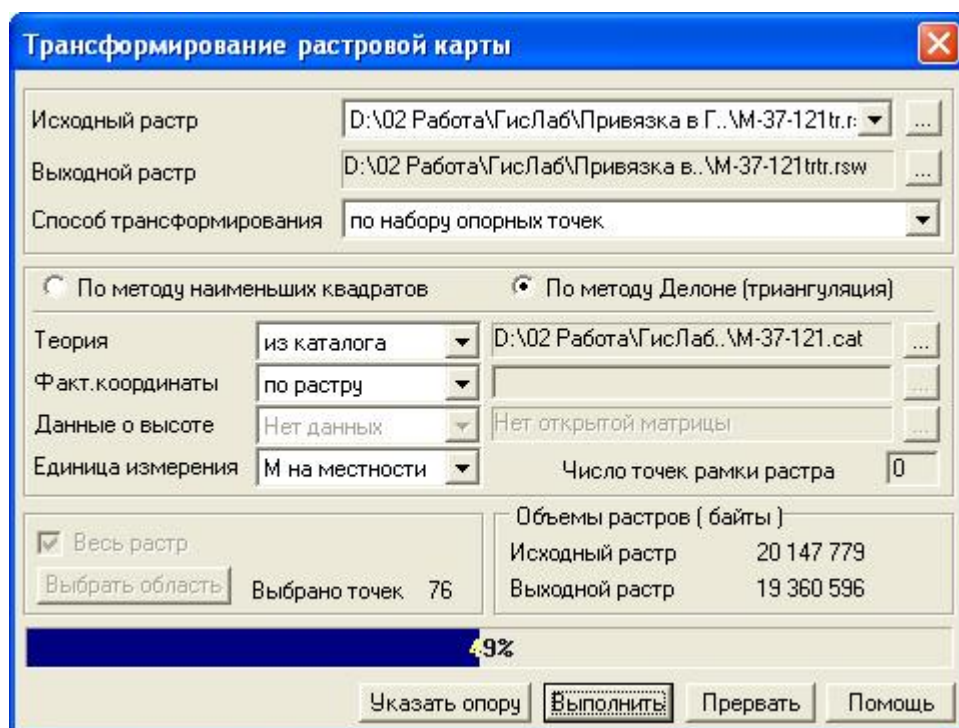 Трансформирование растровой карты
Исходный растр D:\02 Работа\ГисЛаб\Привязка в Г..\М-37-121tr.r
...
Выходной растр D:\02 Работа\ГисЛаб\Привязка в..\М-37-121trtr.rsw
...
Способ трансформирования по набору опорных точек
По методу наименьших квадратов По методу Делоне (триангуляция)
Теория из каталога D:\02 Работа\ГисЛаб..\М-37-121.cat ...
Факт.координаты по растру ...
Данные о высоте Нет данных Нет открытой матрицы ...
Единица измерения М на местности Число точек рамки растра 0
Объемы растров ( байты )
Весь растр Исходный растр 20 147 779
Выбрать область Выбрано точек 76 Выходной растр 19 360 596
49%
Указать опору Выполнить Прервать Помощь